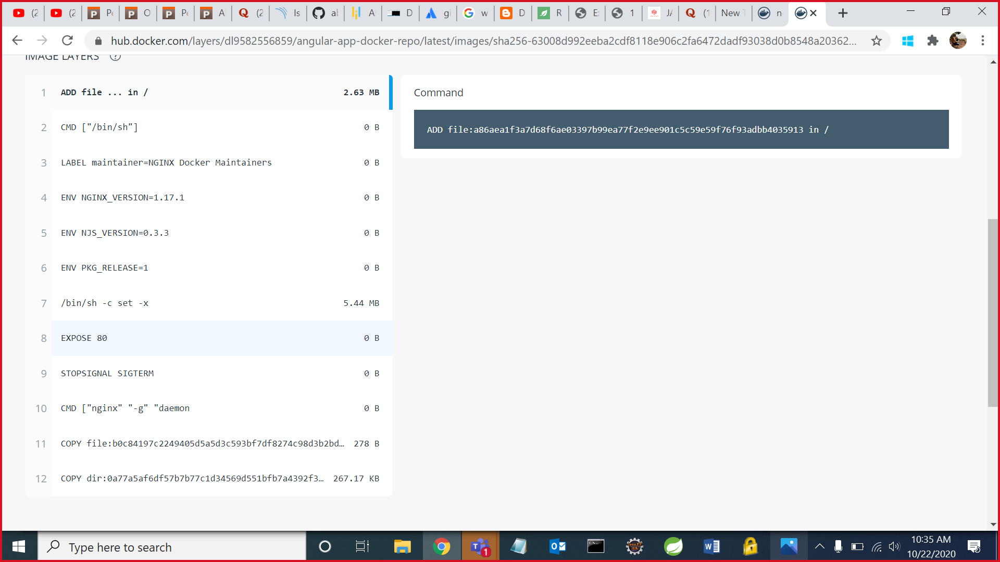 (2
(2
Pe
O
Pe
A
(2
Is
al
A
D
gi
w
D
R
E
1
JA
(1
New T
n
hub.docker.com/layers/dl9582556859/angular-app-docker-repo/latest/images/sha256-63008d992eeba2cdf8118e906c2fa6472dadf93038d0b8548a20362...
IMAGE LAYERS
1 ADD file ... in / 2.63 MB
2 CMD ["/bin/sh"] 0 B
3 LABEL maintainer=NGINX Docker Maintainers 0 B
4 ENV NGINX_VERSION=1.17.1 0 B
5 ENV NJS_VERSION=0.3.3 0 B
6 ENV PKG_RELEASE=1 0 B
7 /bin/sh -c set -x 5.44 MB
8 EXPOSE 80 0 B
9 STOPSIGNAL SIGTERM 0 B
10 CMD ["nginx" "-g" "daemon 0 B
11 COPY file:b0c84197c2249405d5a5d3c593bf7df8274c98d3b2bd… 278 B
12 COPY dir:0a77a5af6df57b7b77c1d34569d551bfb7a4392f3… 267.17 KB
Command
ADD file:a86aea1f3a7d68f6ae03397b99ea77f2e9ee901c5c59e59f76f93adbb4035913 in /
Type here to search
10:35 AM
10/22/2020